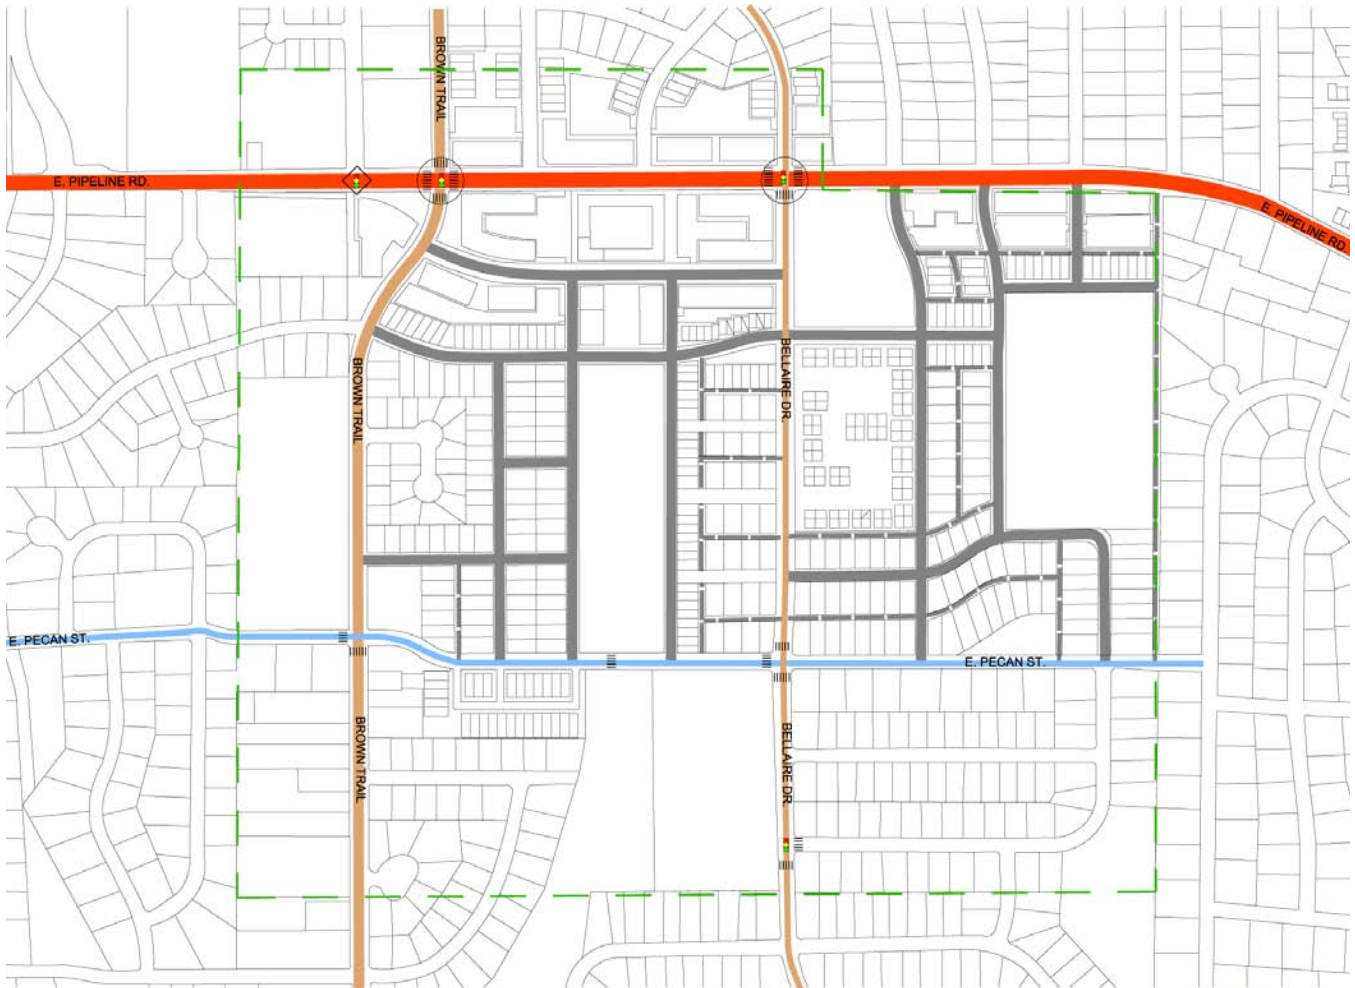 BROWN TRAIL
E. PIPELINE RD.
E. PIPELINE RD.
BROWN TRAIL
BELLAIRE DR.
E. PECAN ST.
E. PECAN ST.
BROWN TRAIL
BELLAIRE DR.